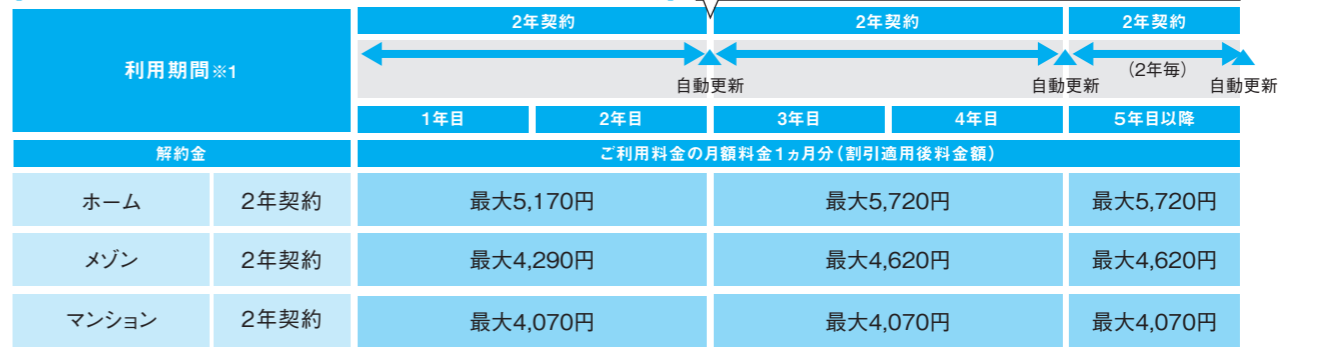 2年契約 2年契約 2年契約
利用期間※1
(2年毎)
自動更新 自動更新 自動更新
1年目 2年目 3年目 4年目 5年目以降
解約金 ご利用料金の月額料金1ヵ月分(割引適用後料金額)
ホーム 2年契約 最大5,170円 最大5,720円 最大5,720円
メゾン 2年契約 最大4,290円 最大4,620円 最大4,620円
マンション 2年契約 最大4,070円 最大4,070円 最大4,070円